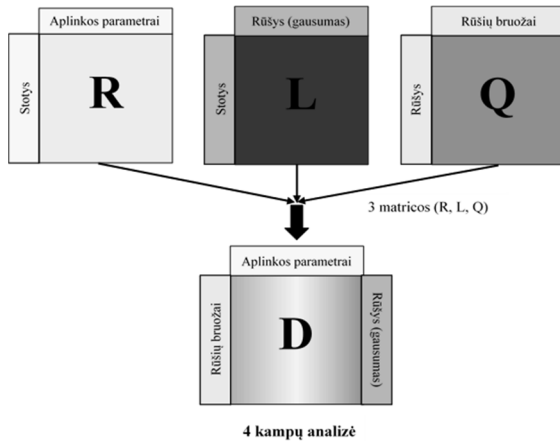 Aplinkos parametrai
Stotys
R
Rūšys (gausumas)
Stotys
L
Rūšių bruožai
Rūšys
Q
3 matricos (R, L, Q)
Aplinkos parametrai
Rūšių bruožai
D
Rūšys (gausumas)
4 kampų analizė